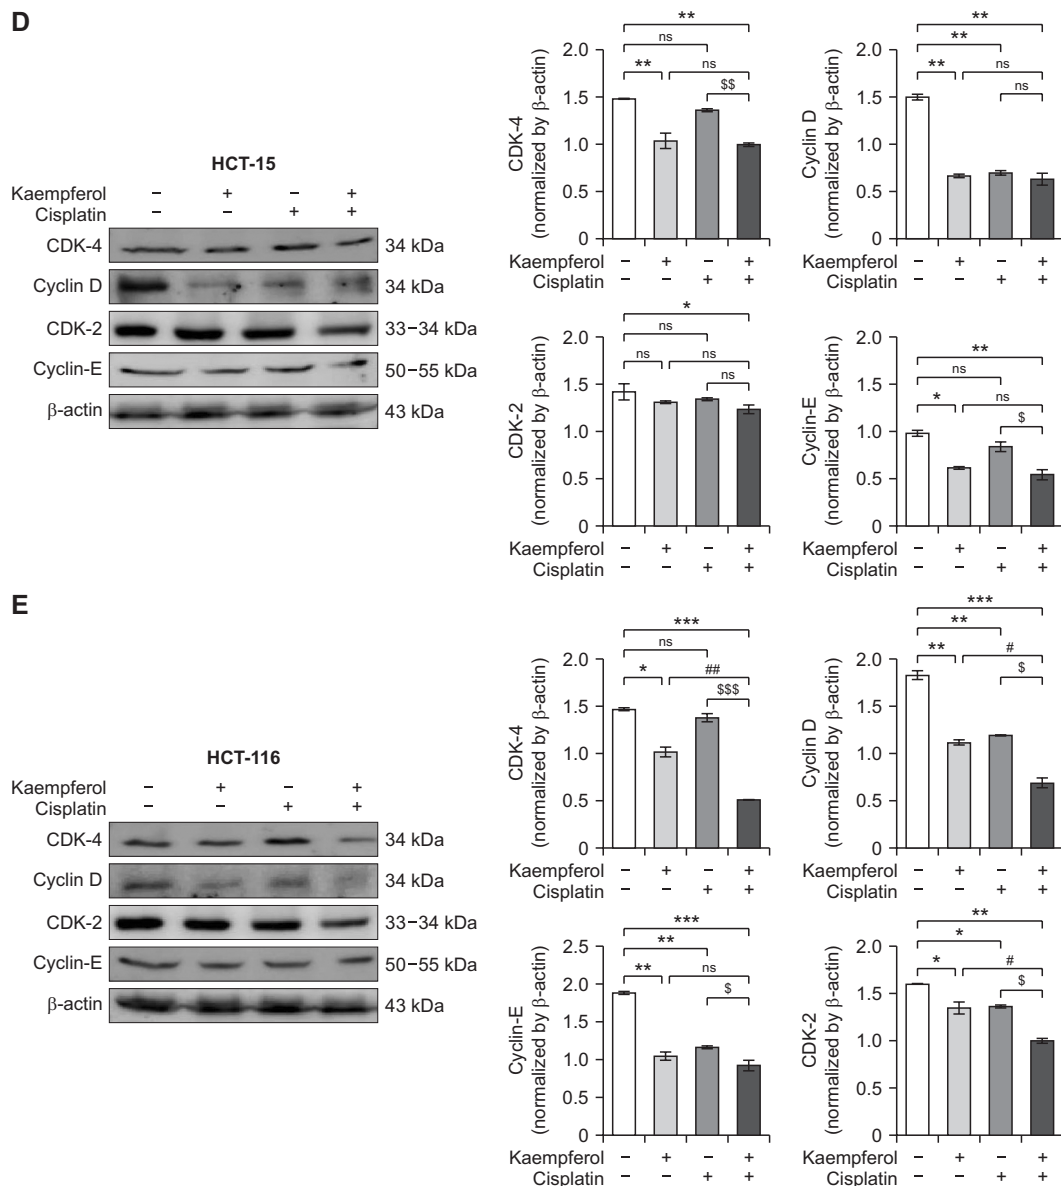 D
HCT-15
Kaempferol – + – +
Cisplatin – – + +
CDK-4 34 kDa
Cyclin D 34 kDa
CDK-2 33–34 kDa
Cyclin-E 50–55 kDa
β-actin 43 kDa
**
ns
** ns
$$
CDK-4
(normalized by β-actin)
2.0
1.5
1.0
0.5
0
Kaempferol – + – +
Cisplatin – – + +
**
**
** ns
ns
Cyclin D
(normalized by β-actin)
2.0
1.5
1.0
0.5
0
Kaempferol – + – +
Cisplatin – – + +
*
ns
ns ns
ns
CDK-2
(normalized by β-actin)
2.0
1.5
1.0
0.5
0
Kaempferol – + – +
Cisplatin – – + +
**
ns
* ns
$
Cyclin-E
(normalized by β-actin)
2.0
1.5
1.0
0.5
0
Kaempferol – + – +
Cisplatin – – + +
E
HCT-116
Kaempferol – + – +
Cisplatin – – + +
CDK-4 34 kDa
Cyclin D 34 kDa
CDK-2 33–34 kDa
Cyclin-E 50–55 kDa
β-actin 43 kDa
***
ns
* ##
$$$
CDK-4
(normalized by β-actin)
2.0
1.5
1.0
0.5
0
Kaempferol – + – +
Cisplatin – – + +
***
**
** #
$
Cyclin D
(normalized by β-actin)
2.0
1.5
1.0
0.5
0
Kaempferol – + – +
Cisplatin – – + +
***
**
** ns
$
Cyclin-E
(normalized by β-actin)
2.5
2.0
1.5
1.0
0.5
0
Kaempferol – + – +
Cisplatin – – + +
**
*
* #
$
CDK-2
(normalized by β-actin)
2.0
1.5
1.0
0.5
0
Kaempferol – + – +
Cisplatin – – + +